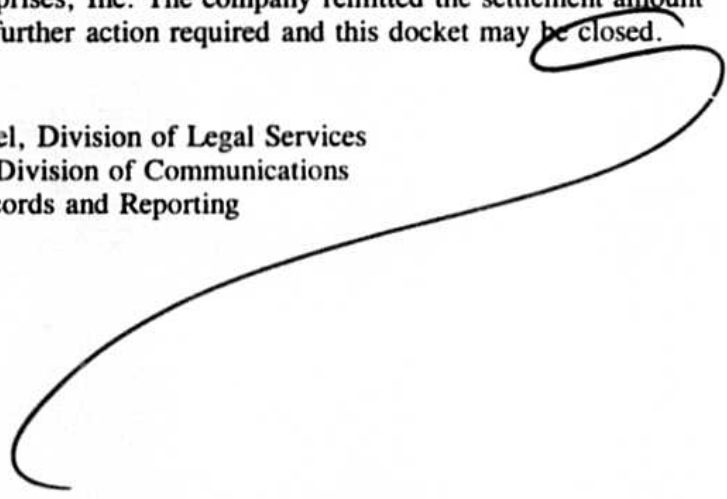 prises, Inc. The company remitted the settlement amount
further action required and this docket may be closed.
el, Division of Legal Services
Division of Communications
cords and Reporting